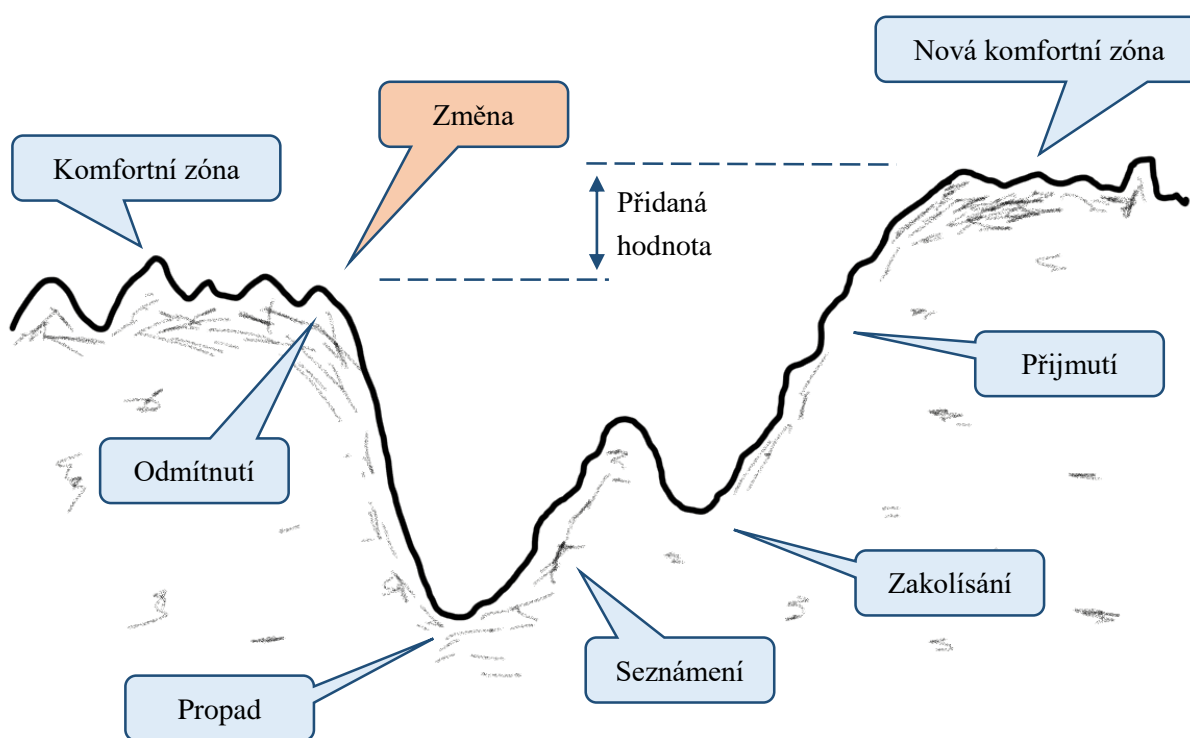 Nová komfortní zóna
Změna
Komfortní zóna
Přidaná
hodnota
Přijmutí
Odmítnutí
Zakolísání
Seznámení
Propad